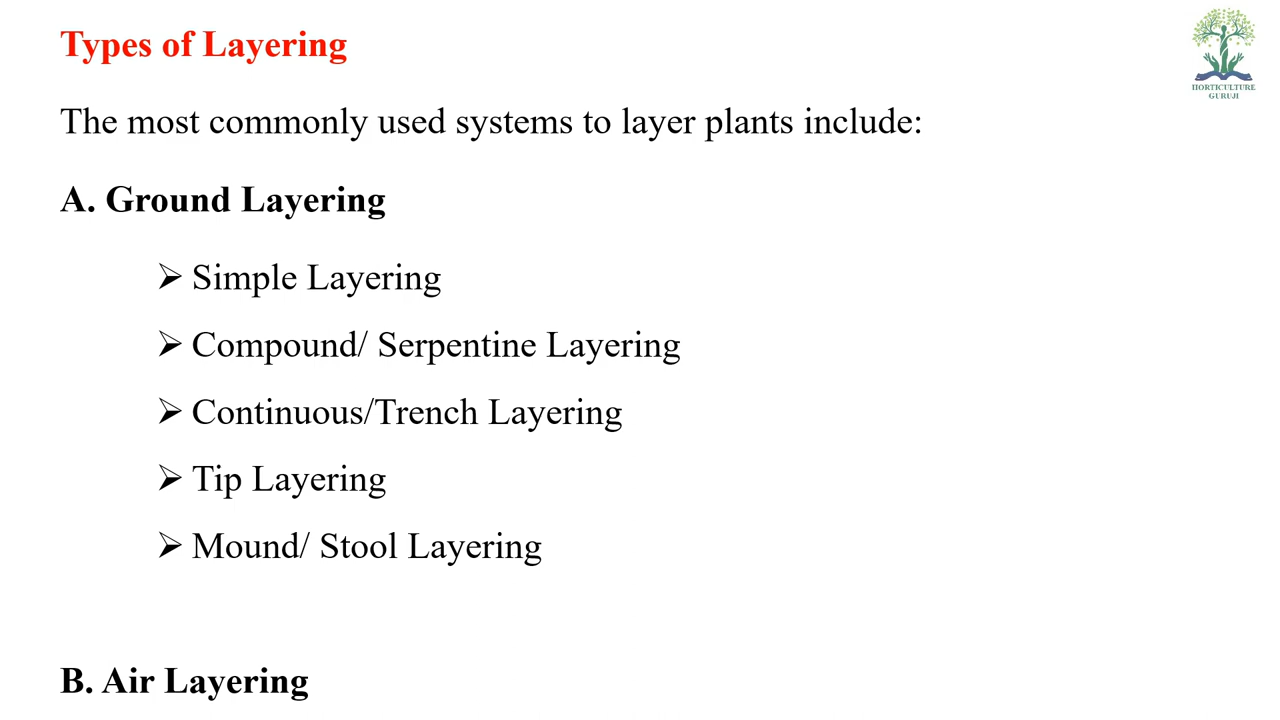 Types of Layering
HORTICULTURE
GURUJI
The most commonly used systems to layer plants include:
A. Ground Layering
➢ Simple Layering
➢ Compound/ Serpentine Layering
➢ Continuous/Trench Layering
➢ Tip Layering
➢ Mound/ Stool Layering
B. Air Layering